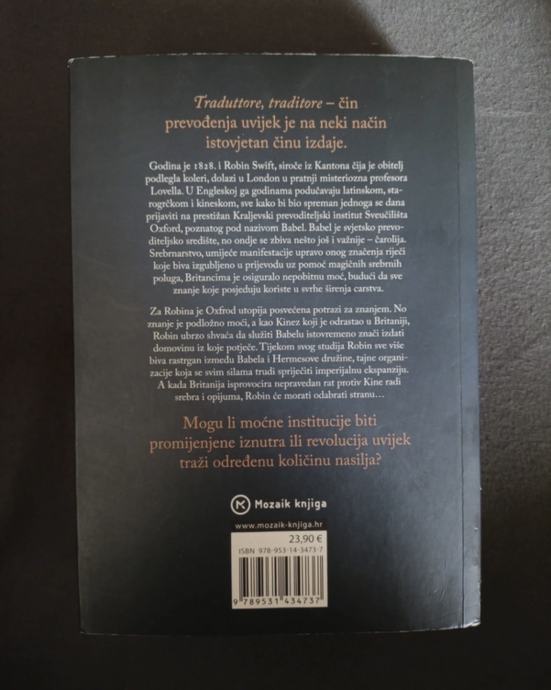 Traduttore, traditore – čin
prevođenja uvijek je na neki način
istovjetan činu izdaje.
Godina je 1828. i Robin Swift, siroče iz Kantona čija je obitelj
podlegla koleri, dolazi u London u pratnji misteriozna profesora
Lovella. U Engleskoj ga godinama podučavaju latinskom, sta-
rogrčkom i kineskom, sve kako bi bio spreman jednoga se dana
prijaviti na prestižan Kraljevski prevoditeljski institut Sveučilišta
Oxford, poznatog pod nazivom Babel. Babel je svjetsko prevo-
diteljsko središte, no ondje se zbiva nešto još i važnije – čarolija.
Srebrnarstvo, umijeće manifestacije upravo onog značenja riječi
koje biva izgubljeno u prijevodu uz pomoć magičnih srebrnih
poluga, Britancima je osiguralo nepobitnu moć, budući da sve
znanje koje posjeduju koriste u svrhe širenja carstva.
Za Robina je Oxfrod utopija posvećena potrazi za znanjem. No
znanje je podložno moći, a kao Kinez koji je odrastao u Britaniji,
Robin ubrzo shvaća da služiti Babelu istovremeno znači izdati
domovinu iz koje potječe. Tijekom svog studija Robin sve više
biva rastrgan između Babela i Hermesove družine, tajne organi-
zacije koja se svim silama trudi spriječiti imperijalnu ekspanziju.
A kada Britanija isprovocira nepravedan rat protiv Kine radi
srebra i opijuma, Robin će morati odabrati stranu…
Mogu li moćne institucije biti
promijenjene iznutra ili revolucija uvijek
traži određenu količinu nasilja?
Mozaik knjiga
www.mozaik-knjiga.hr
23,90 €
ISBN 978-953-14-3473-7
9 789531 434737